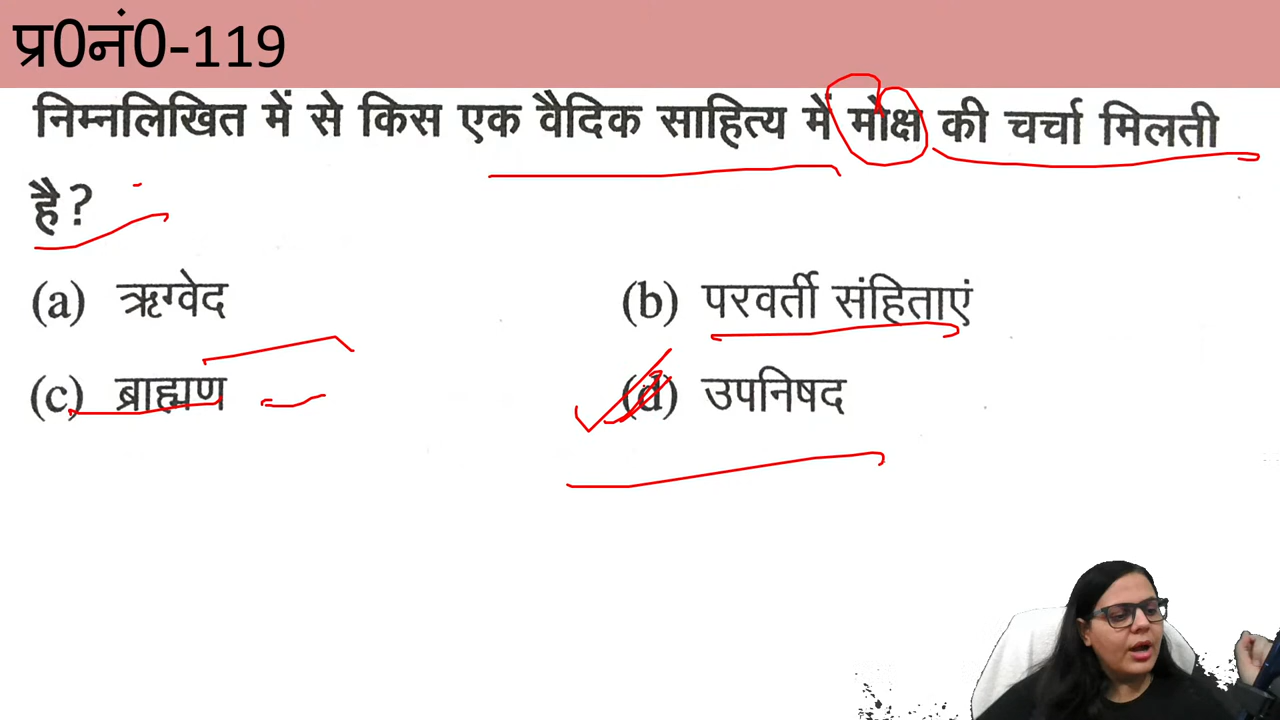 प्र0नं0-119
निम्नलिखित में से किस एक वैदिक साहित्य में मोक्ष की चर्चा मिलती
है?
(a) ऋग्वेद (b) परवर्ती संहिताएं
(c) ब्राह्मण (d) उपनिषद